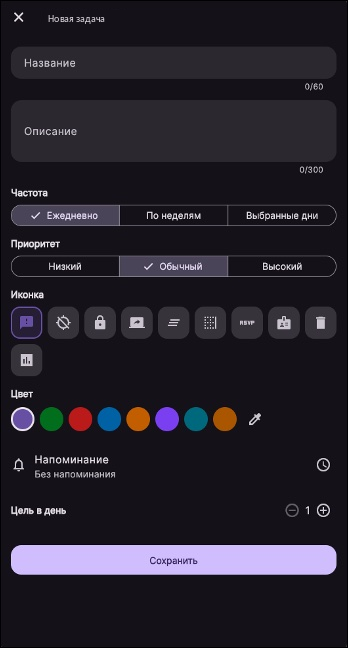 Новая задача
Название
0/60
Описание
0/300
Частота
Ежедневно По неделям Выбранные дни
Приоритет
Низкий Обычный Высокий
Иконка
RSVP
Цвет
Напоминание
Без напоминания
Цель в день 1
Сохранить